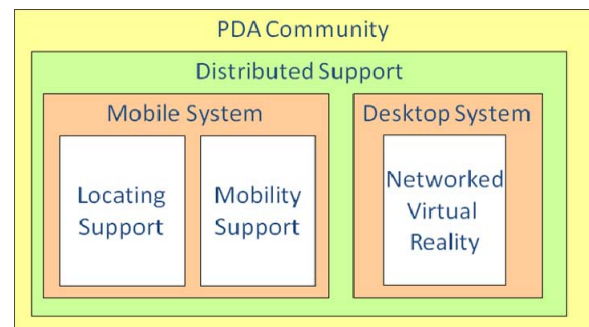 PDA Community
Distributed Support
Mobile System
Desktop System
Locating
Support
Mobility
Support
Networked
Virtual
Reality